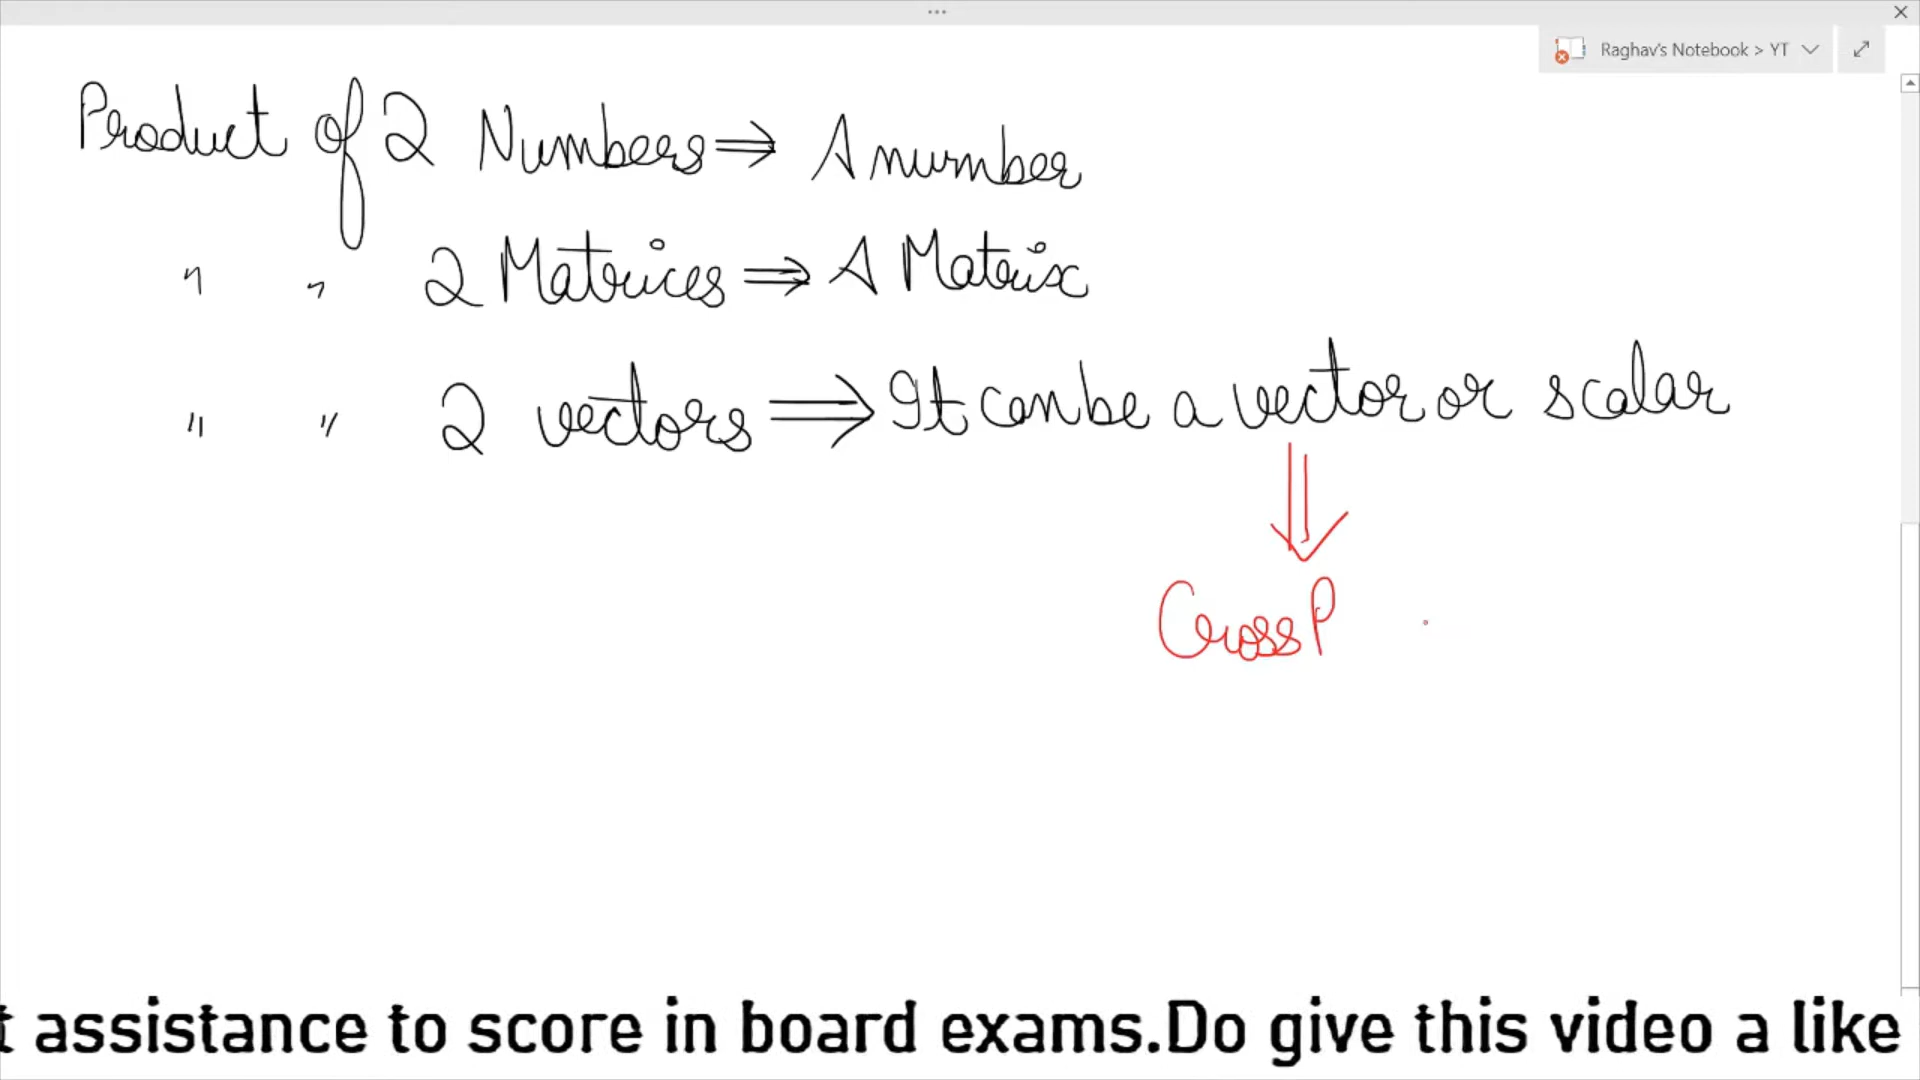 Raghav's Notebook > YT
Product of 2 Numbers ⇒ A number
" " 2 Matrices ⇒ A Matrix
" " 2 vectors ⇒ It can be a vector or scalar
⇓
Cross P
t assistance to score in board exams.Do give this video a like